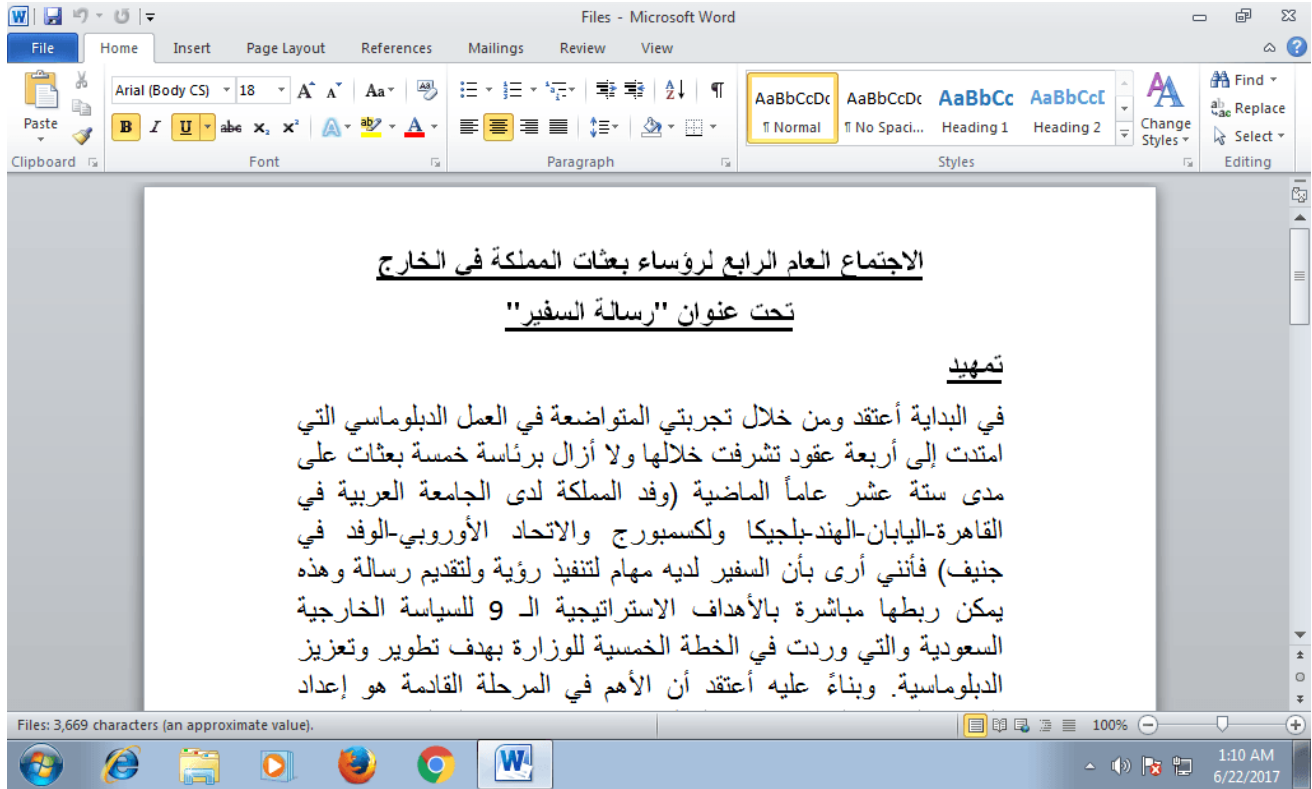 Files - Microsoft Word
File Home Insert Page Layout References Mailings Review View
Paste
Clipboard
Arial (Body CS) 18
Font
Paragraph
AaBbCcDc AaBbCcDc AaBbCc AaBbCcI
¶ Normal ¶ No Spaci... Heading 1 Heading 2
Change Styles
Styles
Find
Replace
Select
Editing
الاجتماع العام الرابع لرؤساء بعثات المملكة في الخارج
تحت عنوان "رسالة السفير"
تمهيد
في البداية أعتقد ومن خلال تجربتي المتواضعة في العمل الدبلوماسي التي
امتدت إلى أربعة عقود تشرفت خلالها ولا أزال برئاسة خمسة بعثات على
مدى ستة عشر عاماً الماضية (وفد المملكة لدى الجامعة العربية في
القاهرة-اليابان-الهند-بلجيكا ولكسمبورج والاتحاد الأوروبي-الوفد في
جنيف) فأنني أرى بأن السفير لديه مهام لتنفيذ رؤية ولتقديم رسالة وهذه
يمكن ربطها مباشرة بالأهداف الاستراتيجية الـ 9 للسياسة الخارجية
السعودية والتي وردت في الخطة الخمسية للوزارة بهدف تطوير وتعزيز
الدبلوماسية. وبناءً عليه أعتقد أن الأهم في المرحلة القادمة هو إعداد
Files: 3,669 characters (an approximate value).
100%
1:10 AM
6/22/2017